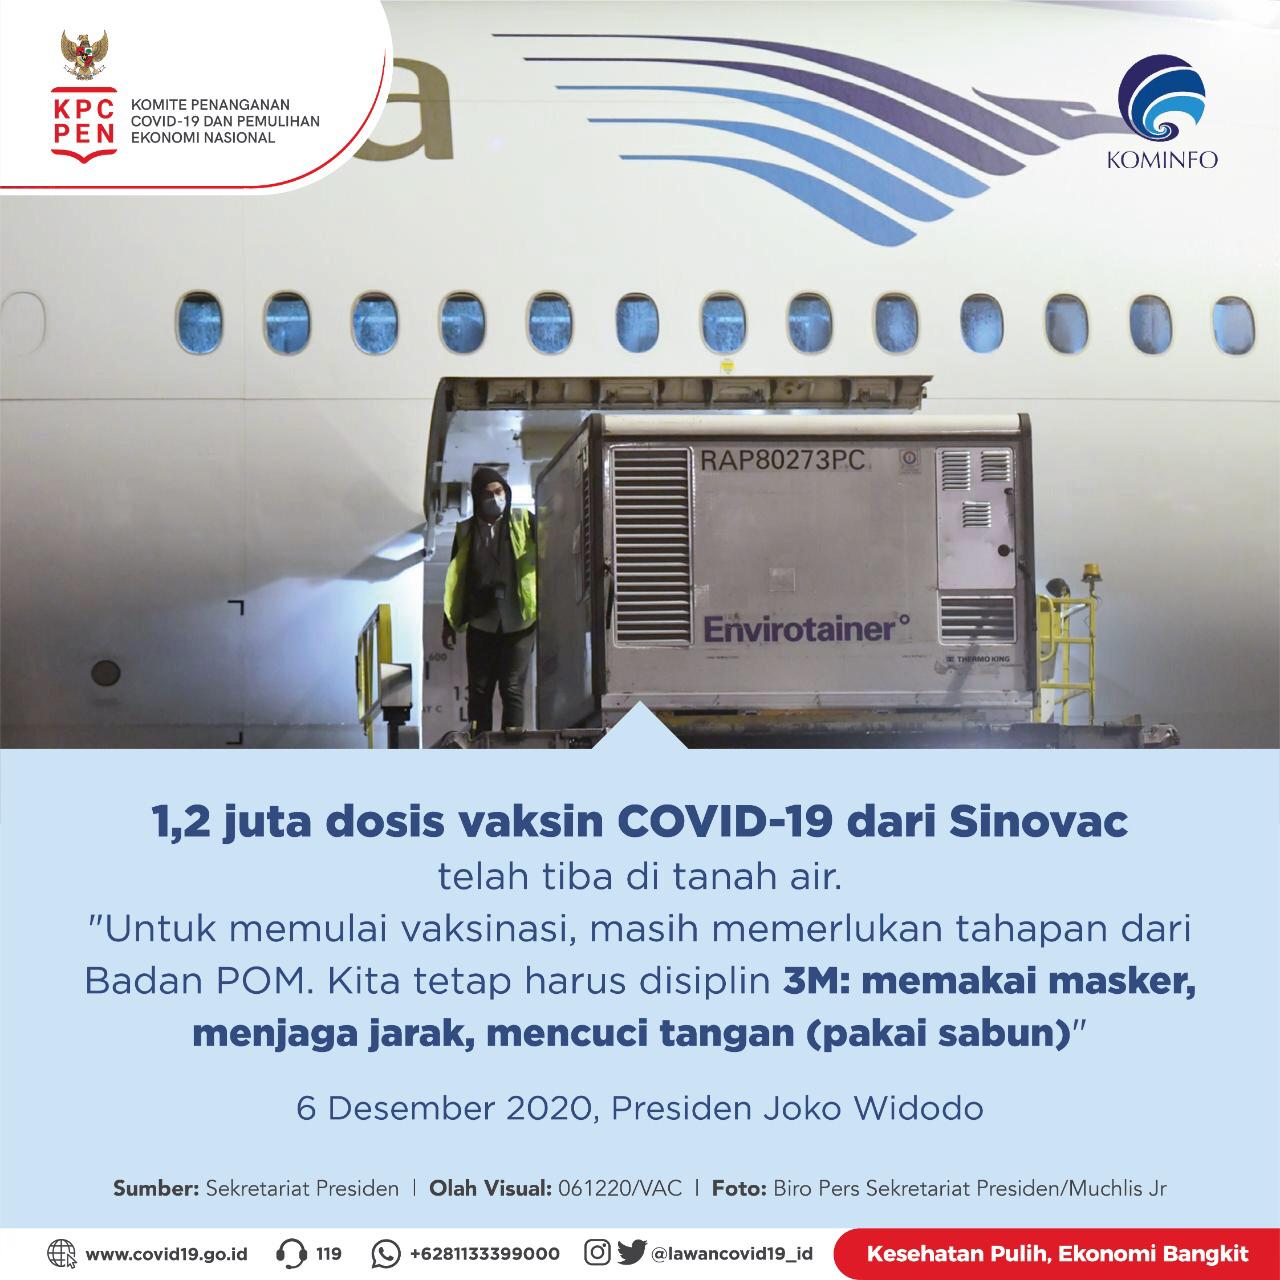 KPC
PEN
KOMITE PENANGANAN
COVID-19 DAN PEMULIHAN
EKONOMI NASIONAL
a
KOMINFO
RAP80273PC
Envirotainer
THERMO KING
600
1,2 juta dosis vaksin COVID-19 dari Sinovac
telah tiba di tanah air.
"Untuk memulai vaksinasi, masih memerlukan tahapan dari
Badan POM. Kita tetap harus disiplin 3M: memakai masker,
menjaga jarak, mencuci tangan (pakai sabun)"
6 Desember 2020, Presiden Joko Widodo
Sumber: Sekretariat Presiden | Olah Visual: 061220/VAC | Foto: Biro Pers Sekretariat Presiden/Muchlis Jr
www.covid19.go.id 119 +6281133399000 @lawancovid19_id Kesehatan Pulih, Ekonomi Bangkit